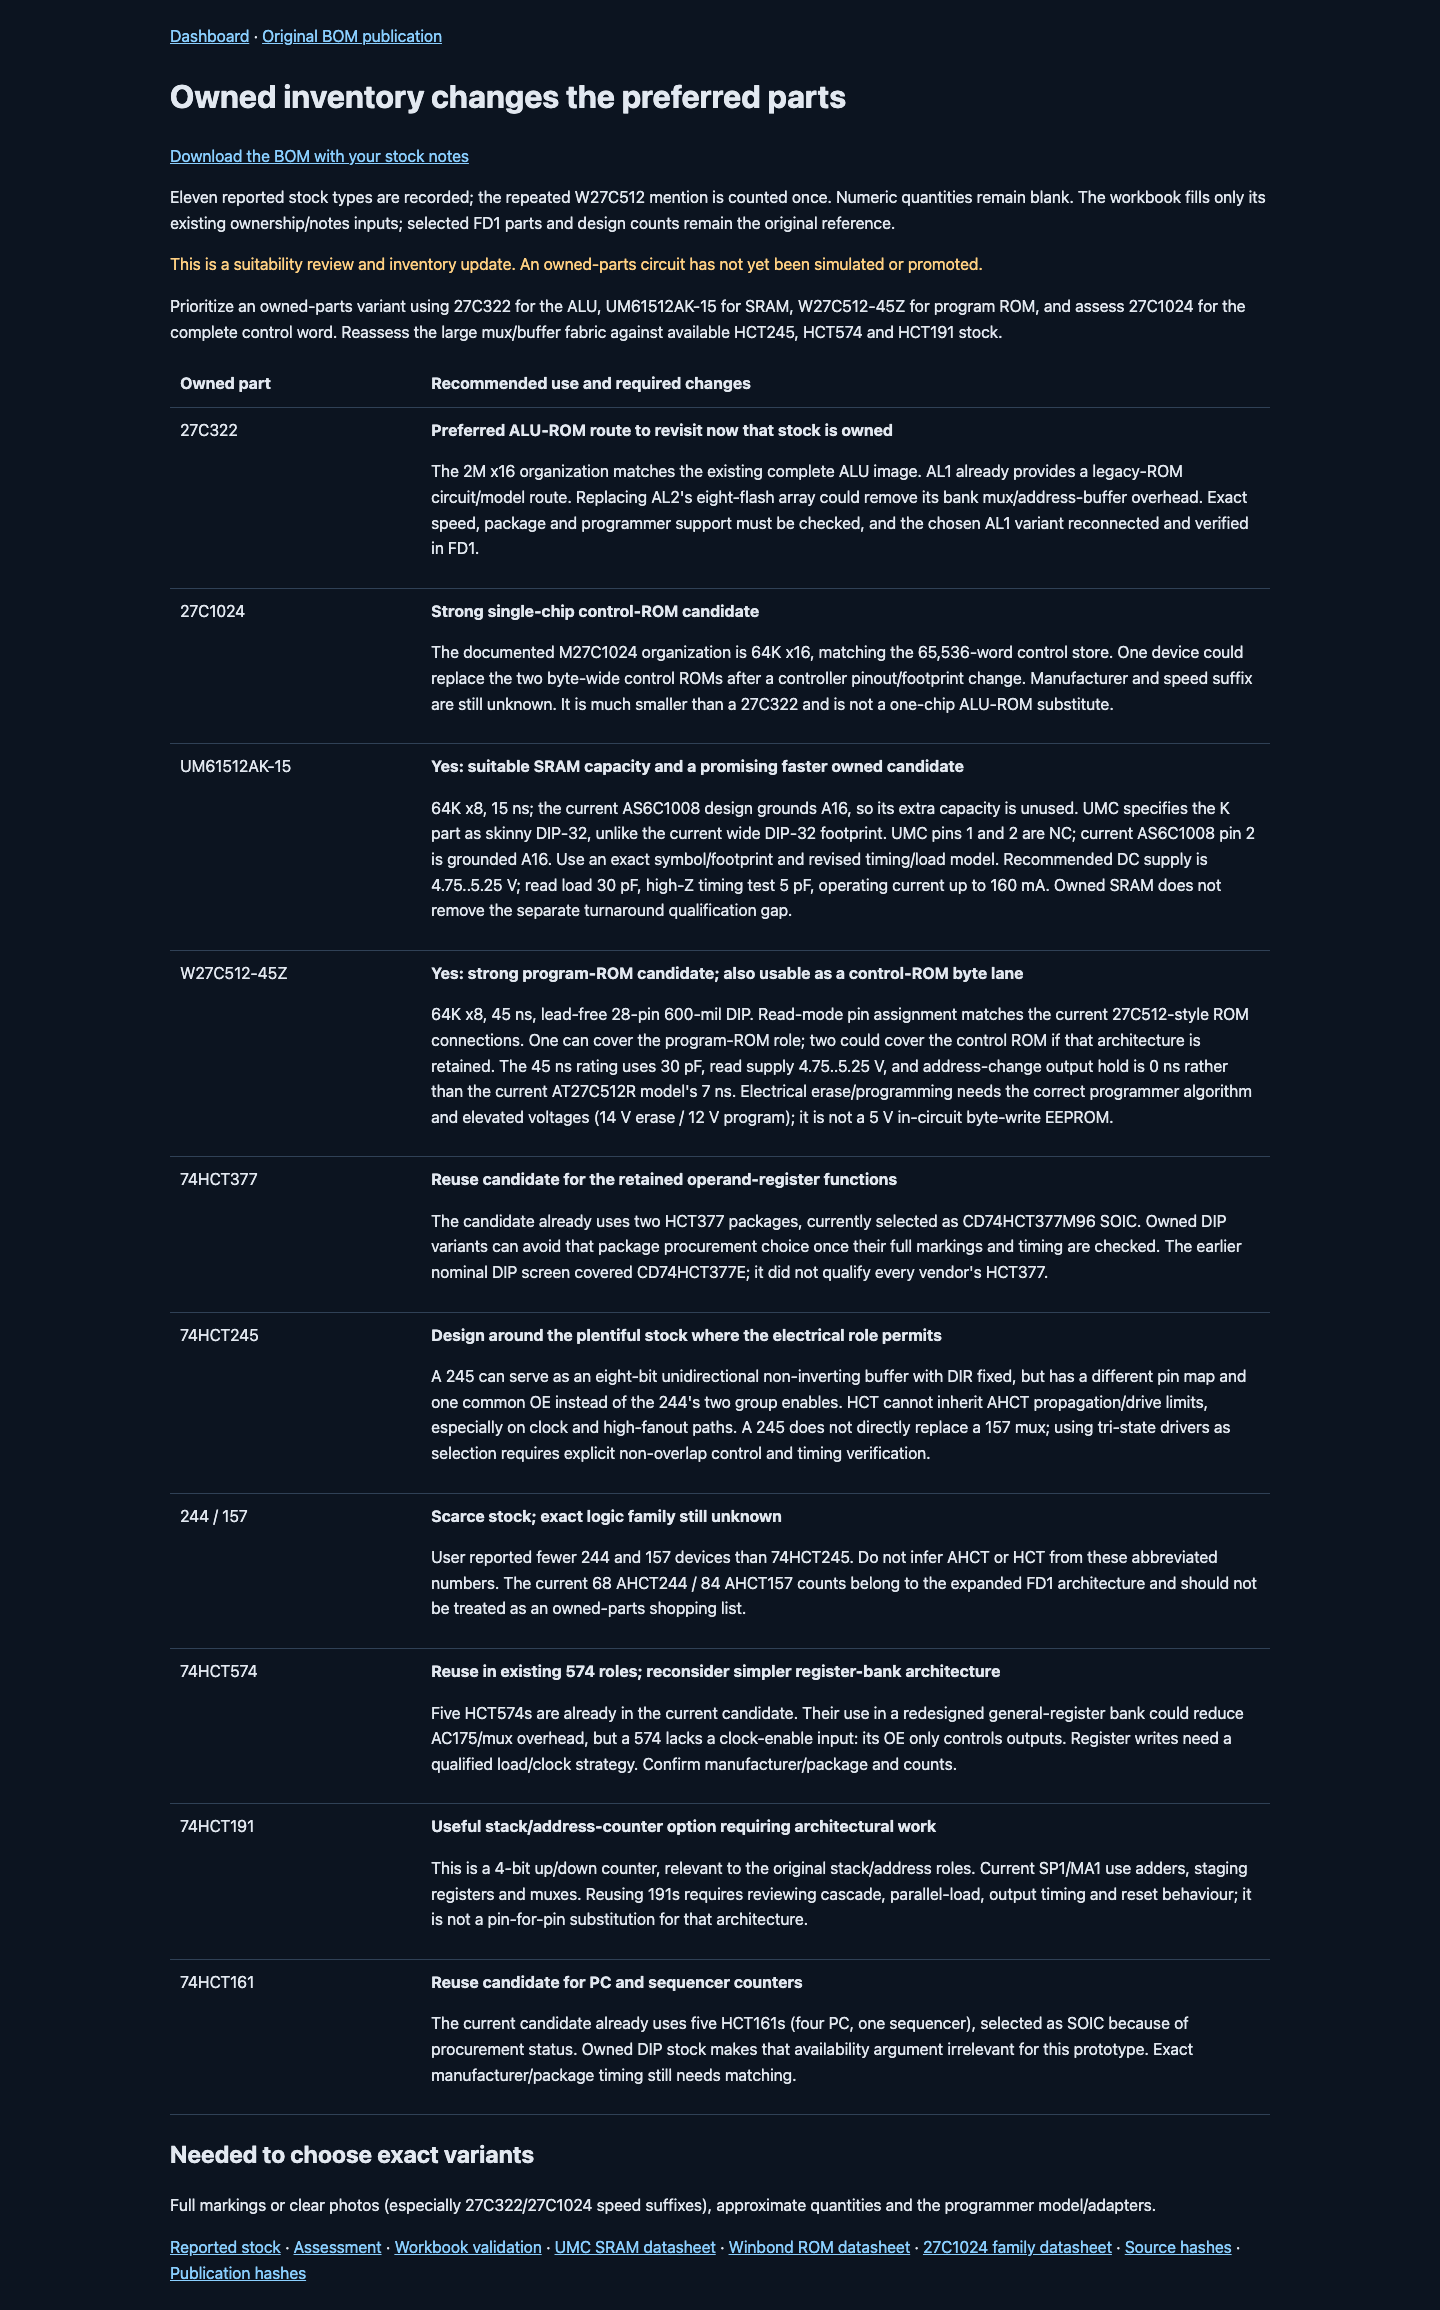 Dashboard · Original BOM publication
Owned inventory changes the preferred parts
Download the BOM with your stock notes
Eleven reported stock types are recorded; the repeated W27C512 mention is counted once. Numeric quantities remain blank. The workbook fills only its
existing ownership/notes inputs; selected FD1 parts and design counts remain the original reference.
This is a suitability review and inventory update. An owned-parts circuit has not yet been simulated or promoted.
Prioritize an owned-parts variant using 27C322 for the ALU, UM61512AK-15 for SRAM, W27C512-45Z for program ROM, and assess 27C1024 for the
complete control word. Reassess the large mux/buffer fabric against available HCT245, HCT574 and HCT191 stock.
Owned part Recommended use and required changes
27C322 Preferred ALU-ROM route to revisit now that stock is owned
The 2M x16 organization matches the existing complete ALU image. AL1 already provides a legacy-ROM
circuit/model route. Replacing AL2's eight-flash array could remove its bank mux/address-buffer overhead. Exact
speed, package and programmer support must be checked, and the chosen AL1 variant reconnected and verified
in FD1.
27C1024 Strong single-chip control-ROM candidate
The documented M27C1024 organization is 64K x16, matching the 65,536-word control store. One device could
replace the two byte-wide control ROMs after a controller pinout/footprint change. Manufacturer and speed suffix
are still unknown. It is much smaller than a 27C322 and is not a one-chip ALU-ROM substitute.
UM61512AK-15 Yes: suitable SRAM capacity and a promising faster owned candidate
64K x8, 15 ns; the current AS6C1008 design grounds A16, so its extra capacity is unused. UMC specifies the K
part as skinny DIP-32, unlike the current wide DIP-32 footprint. UMC pins 1 and 2 are NC; current AS6C1008 pin 2
is grounded A16. Use an exact symbol/footprint and revised timing/load model. Recommended DC supply is
4.75..5.25 V; read load 30 pF, high-Z timing test 5 pF, operating current up to 160 mA. Owned SRAM does not
remove the separate turnaround qualification gap.
W27C512-45Z Yes: strong program-ROM candidate; also usable as a control-ROM byte lane
64K x8, 45 ns, lead-free 28-pin 600-mil DIP. Read-mode pin assignment matches the current 27C512-style ROM
connections. One can cover the program-ROM role; two could cover the control ROM if that architecture is
retained. The 45 ns rating uses 30 pF, read supply 4.75..5.25 V, and address-change output hold is 0 ns rather
than the current AT27C512R model's 7 ns. Electrical erase/programming needs the correct programmer algorithm
and elevated voltages (14 V erase / 12 V program); it is not a 5 V in-circuit byte-write EEPROM.
74HCT377 Reuse candidate for the retained operand-register functions
The candidate already uses two HCT377 packages, currently selected as CD74HCT377M96 SOIC. Owned DIP
variants can avoid that package procurement choice once their full markings and timing are checked. The earlier
nominal DIP screen covered CD74HCT377E; it did not qualify every vendor's HCT377.
74HCT245 Design around the plentiful stock where the electrical role permits
A 245 can serve as an eight-bit unidirectional non-inverting buffer with DIR fixed, but has a different pin map and
one common OE instead of the 244's two group enables. HCT cannot inherit AHCT propagation/drive limits,
especially on clock and high-fanout paths. A 245 does not directly replace a 157 mux; using tri-state drivers as
selection requires explicit non-overlap control and timing verification.
244 / 157 Scarce stock; exact logic family still unknown
User reported fewer 244 and 157 devices than 74HCT245. Do not infer AHCT or HCT from these abbreviated
numbers. The current 68 AHCT244 / 84 AHCT157 counts belong to the expanded FD1 architecture and should not
be treated as an owned-parts shopping list.
74HCT574 Reuse in existing 574 roles; reconsider simpler register-bank architecture
Five HCT574s are already in the current candidate. Their use in a redesigned general-register bank could reduce
AC175/mux overhead, but a 574 lacks a clock-enable input: its OE only controls outputs. Register writes need a
qualified load/clock strategy. Confirm manufacturer/package and counts.
74HCT191 Useful stack/address-counter option requiring architectural work
This is a 4-bit up/down counter, relevant to the original stack/address roles. Current SP1/MA1 use adders, staging
registers and muxes. Reusing 191s requires reviewing cascade, parallel-load, output timing and reset behaviour; it
is not a pin-for-pin substitution for that architecture.
74HCT161 Reuse candidate for PC and sequencer counters
The current candidate already uses five HCT161s (four PC, one sequencer), selected as SOIC because of
procurement status. Owned DIP stock makes that availability argument irrelevant for this prototype. Exact
manufacturer/package timing still needs matching.
Needed to choose exact variants
Full markings or clear photos (especially 27C322/27C1024 speed suffixes), approximate quantities and the programmer model/adapters.
Reported stock · Assessment · Workbook validation · UMC SRAM datasheet · Winbond ROM datasheet · 27C1024 family datasheet · Source hashes ·
Publication hashes